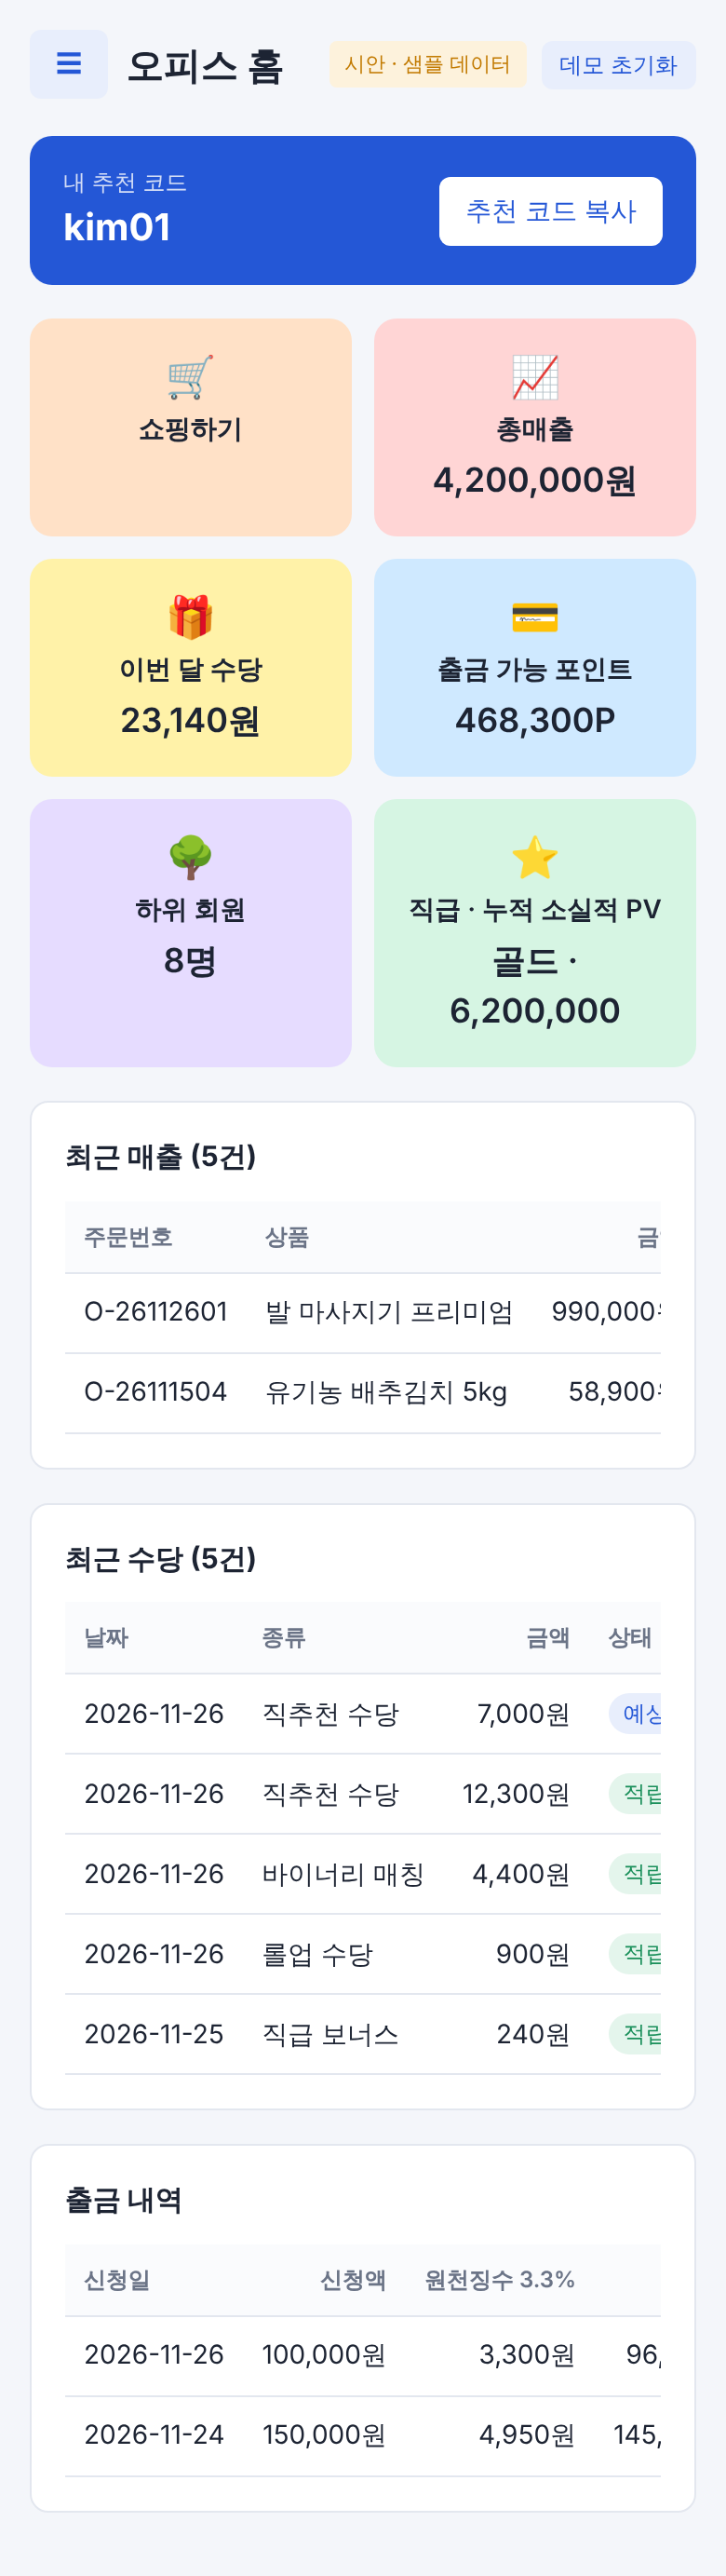 ☰ 오피스 홈 시안 · 샘플 데이터 데모 초기화
내 추천 코드
kim01
추천 코드 복사
쇼핑하기
총매출
4,200,000원
이번 달 수당
23,140원
출금 가능 포인트
468,300P
하위 회원
8명
직급 · 누적 소실적 PV
골드 ·
6,200,000
최근 매출 (5건)
주문번호 상품
O-26112601 발 마사지기 프리미엄 990,000
O-26111504 유기농 배추김치 5kg 58,900
최근 수당 (5건)
날짜 종류 금액 상태
2026-11-26 직추천 수당 7,000원
2026-11-26 직추천 수당 12,300원
2026-11-26 바이너리 매칭 4,400원
2026-11-26 롤업 수당 900원
2026-11-25 직급 보너스 240원
출금 내역
신청일 신청액 원천징수 3.3%
2026-11-26 100,000원 3,300원 96,
2026-11-24 150,000원 4,950원 145,